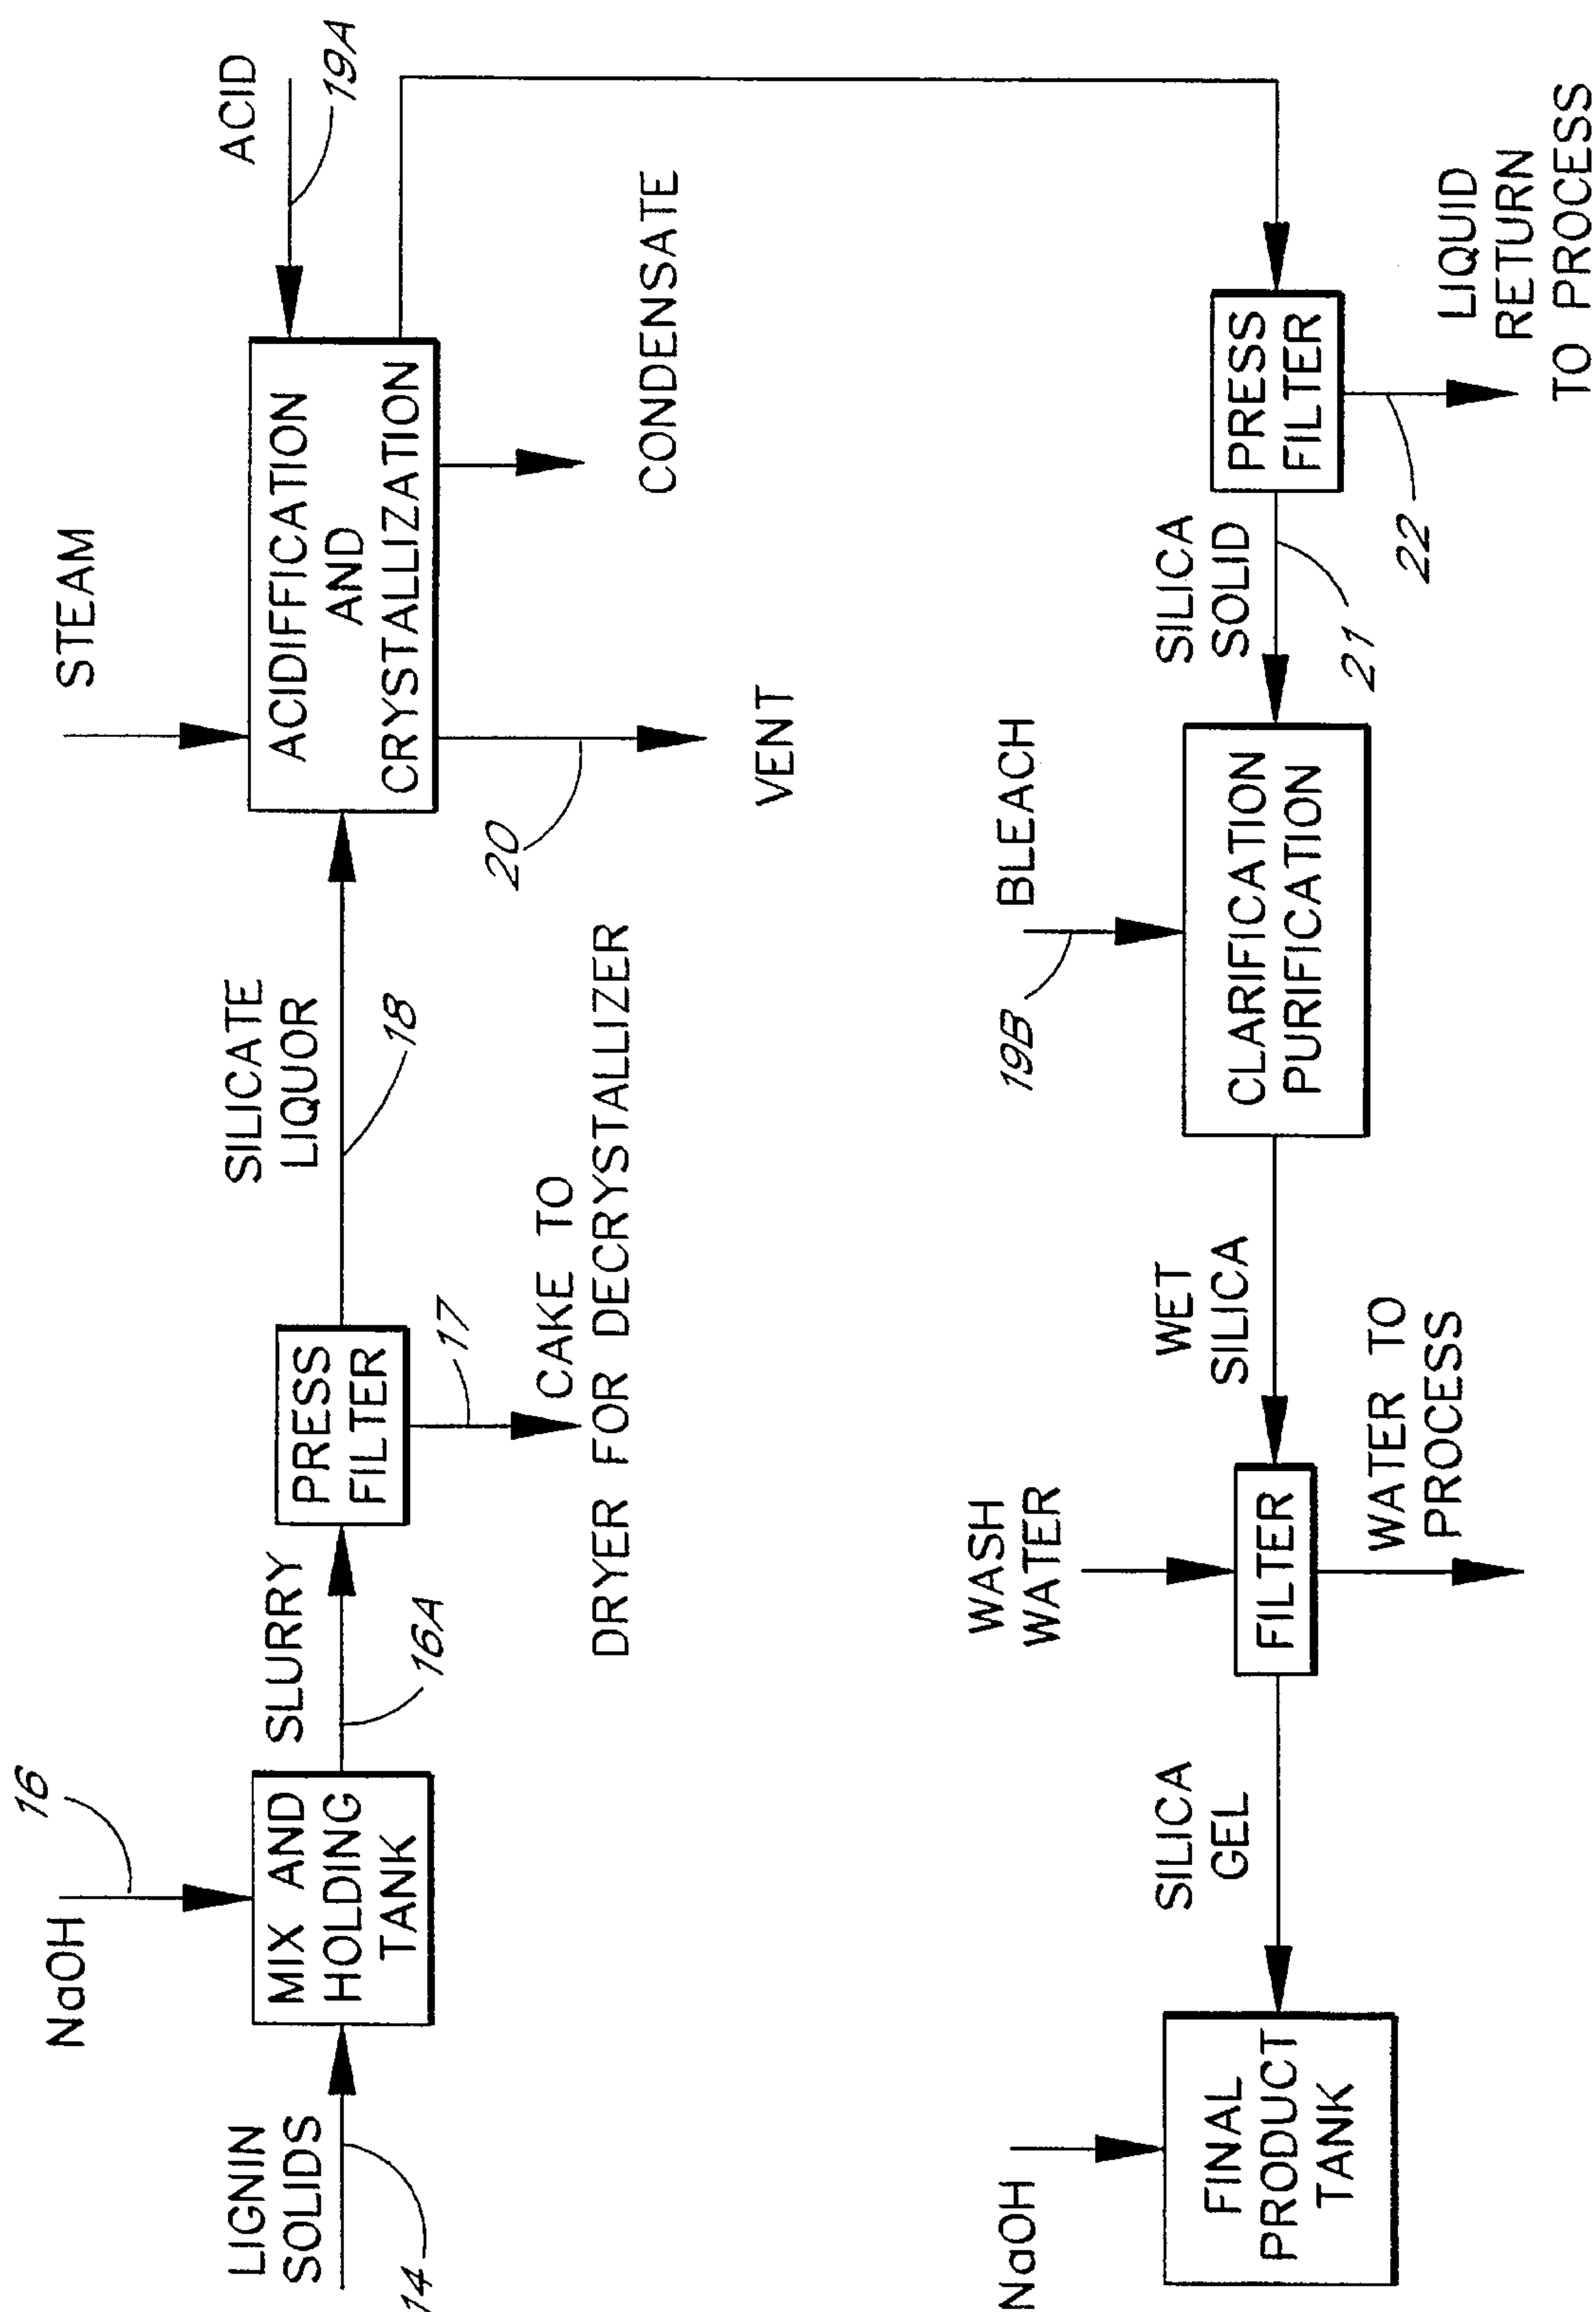 NaOH
16
LIGNIN
SOLIDS
14
MIX AND
HOLDING
TANK
SLURRY
16A
PRESS
FILTER
17
CAKE TO
DRYER FOR DECRYSTALLIZER
SILICATE
LIQUOR
18
STEAM
ACIDIFFICATION
AND
CRYSTALLIZATION
ACID
19A
20
VENT
CONDENSATE
PRESS
FILTER
LIQUID
RETURN
TO PROCESS
22
SILICA
SOLID
21
BLEACH
19B
CLARIFICATION
PURIFICATION
WET
SILICA
WASH
WATER
FILTER
WATER TO
PROCESS
SILICA
GEL
NaOH
FINAL
PRODUCT
TANK